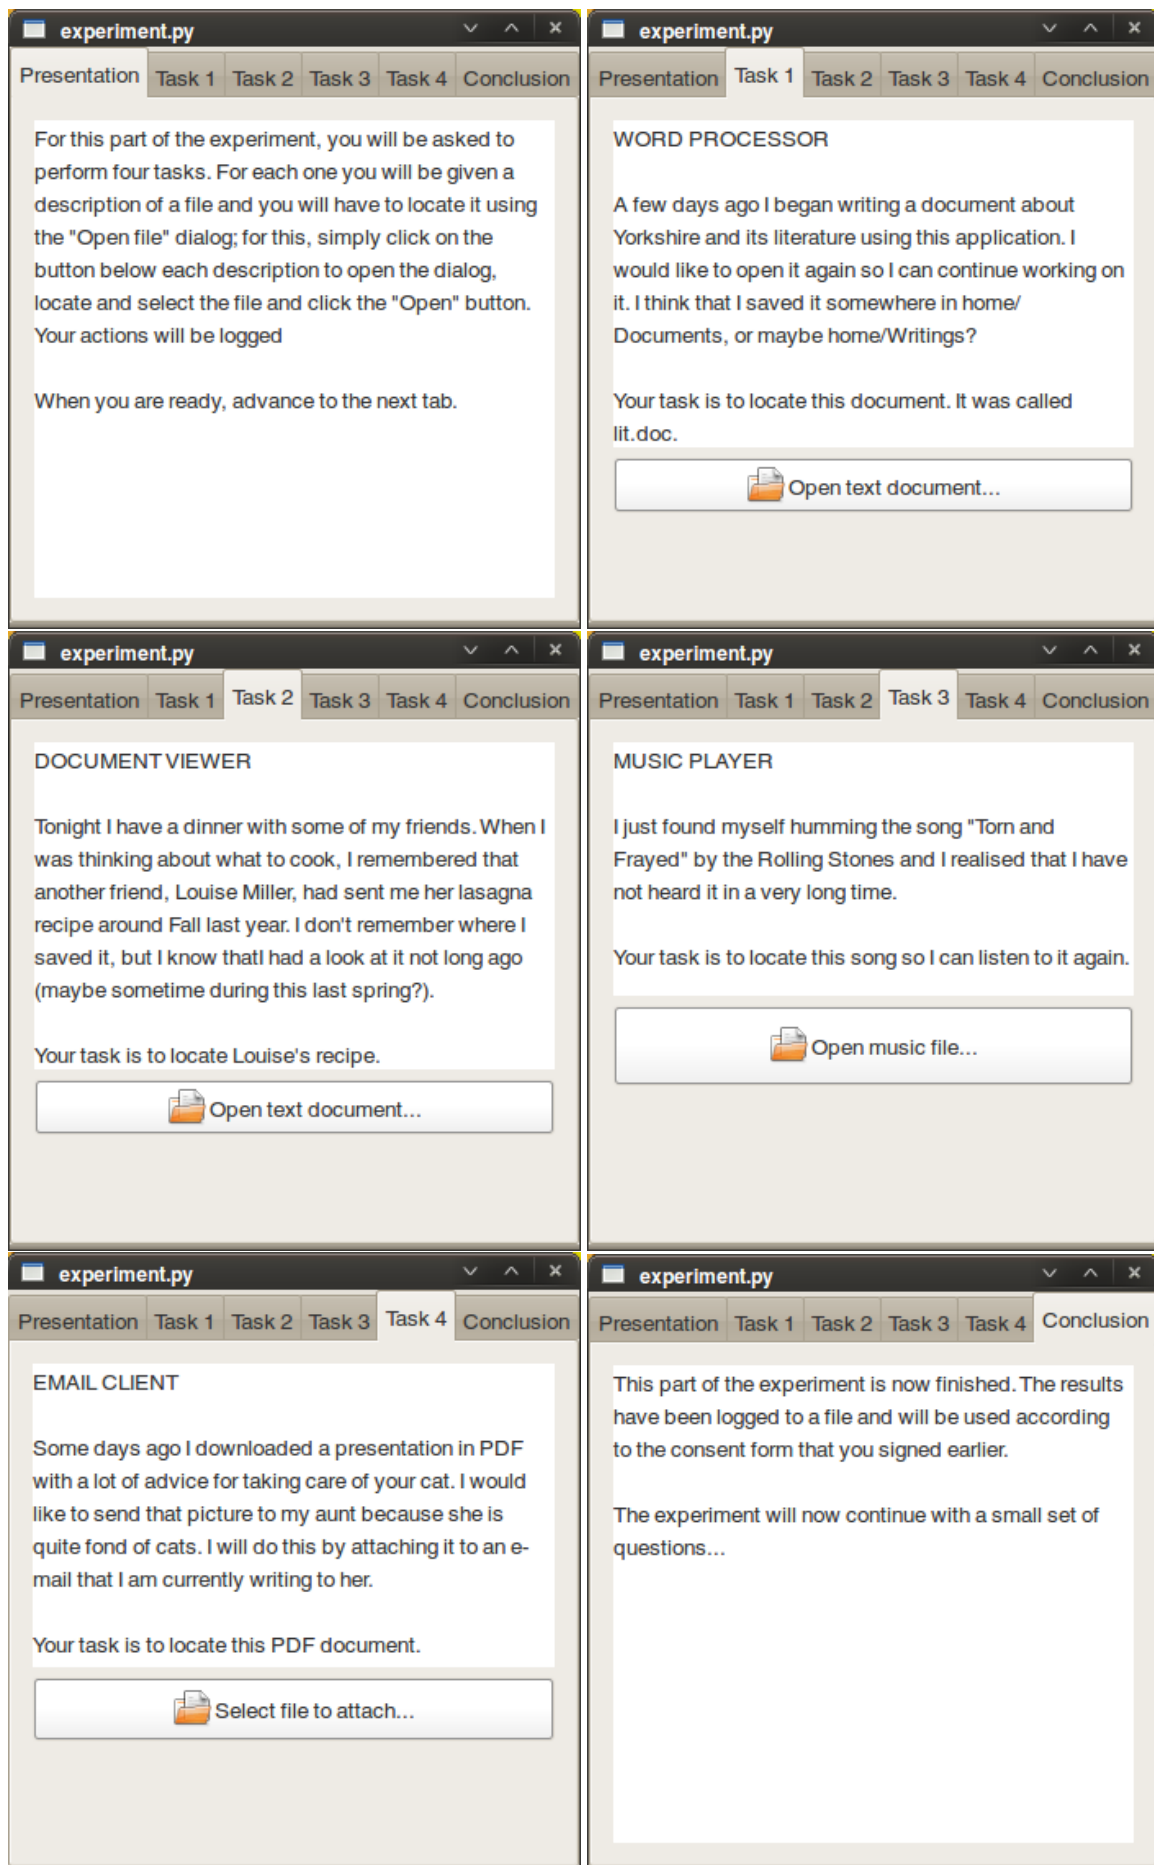 experiment.py
Presentation Task 1 Task 2 Task 3 Task 4 Conclusion
For this part of the experiment, you will be asked to
perform four tasks. For each one you will be given a
description of a file and you will have to locate it using
the "Open file" dialog; for this, simply click on the
button below each description to open the dialog,
locate and select the file and click the "Open" button.
Your actions will be logged
When you are ready, advance to the next tab.
experiment.py
Presentation Task 1 Task 2 Task 3 Task 4 Conclusion
WORD PROCESSOR
A few days ago I began writing a document about
Yorkshire and its literature using this application. I
would like to open it again so I can continue working on
it. I think that I saved it somewhere in home/
Documents, or maybe home/Writings?
Your task is to locate this document. It was called
lit.doc.
Open text document...
experiment.py
Presentation Task 1 Task 2 Task 3 Task 4 Conclusion
DOCUMENT VIEWER
Tonight I have a dinner with some of my friends. When I
was thinking about what to cook, I remembered that
another friend, Louise Miller, had sent me her lasagna
recipe around Fall last year. I don't remember where I
saved it, but I know thatI had a look at it not long ago
(maybe sometime during this last spring?).
Your task is to locate Louise's recipe.
Open text document...
experiment.py
Presentation Task 1 Task 2 Task 3 Task 4 Conclusion
MUSIC PLAYER
I just found myself humming the song "Torn and
Frayed" by the Rolling Stones and I realised that I have
not heard it in a very long time.
Your task is to locate this song so I can listen to it again.
Open music file...
experiment.py
Presentation Task 1 Task 2 Task 3 Task 4 Conclusion
EMAIL CLIENT
Some days ago I downloaded a presentation in PDF
with a lot of advice for taking care of your cat. I would
like to send that picture to my aunt because she is
quite fond of cats. I will do this by attaching it to an e-
mail that I am currently writing to her.
Your task is to locate this PDF document.
Select file to attach...
experiment.py
Presentation Task 1 Task 2 Task 3 Task 4 Conclusion
This part of the experiment is now finished. The results
have been logged to a file and will be used according
to the consent form that you signed earlier.
The experiment will now continue with a small set of
questions...